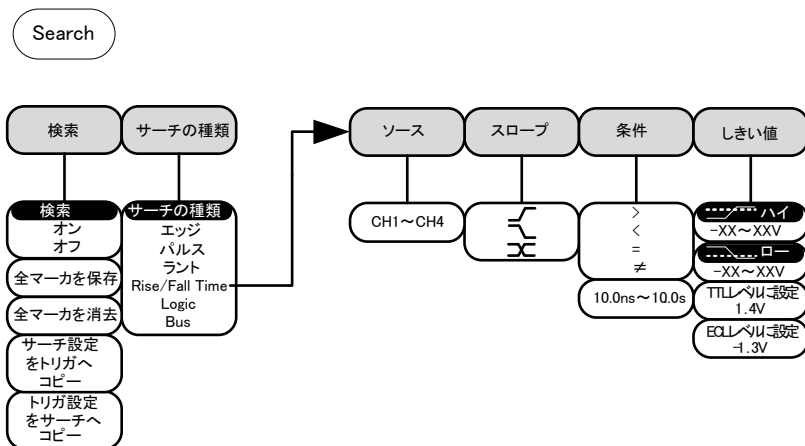 Search
検索
サーチの種類
ソース
スロープ
条件
しきい値
検索
オン
オフ
全マーカを保存
全マーカを消去
サーチ設定
をトリガへ
コピー
トリガ設定
をサーチへ
コピー
サーチの種類
エッジ
パルス
ラント
Rise/Fall Time
Logic
Bus
CH1～CH4
>
<
=
≠
10.0ns～10.0s
ハイ
-XX～XXV
ロー
-XX～XXV
TTLレベルに設定
1.4V
ECLレベルに設定
-1.3V